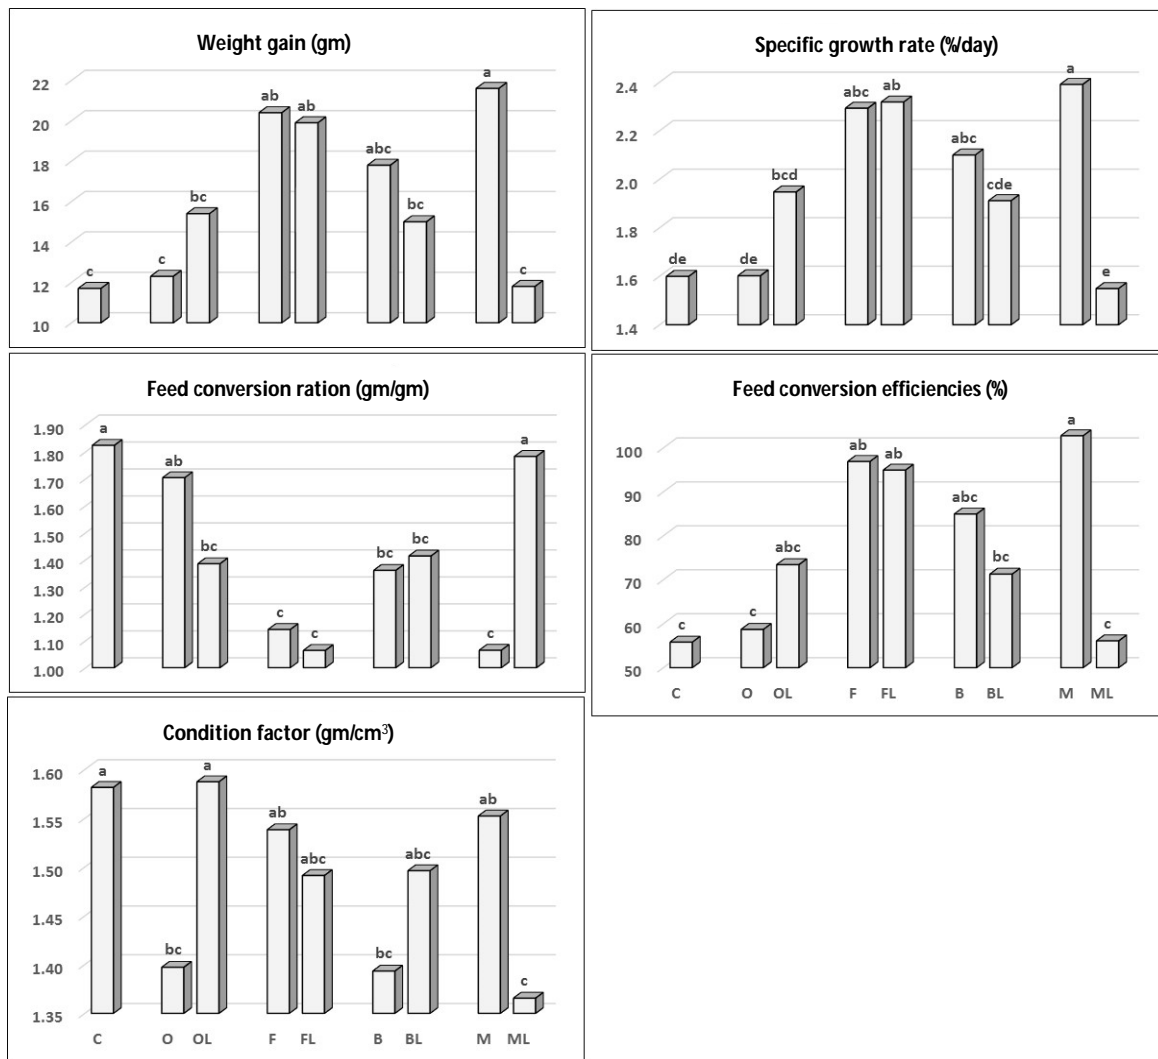 Weight gain (gm)
22
20
18
16
14
12
10
c
c
bc
ab
ab
abc
bc
a
c
Specific growth rate (%/day)
2.4
2.2
2.0
1.8
1.6
1.4
de
de
bcd
abc
ab
abc
cde
a
e
Feed conversion ration (gm/gm)
1.90
1.80
1.70
1.60
1.50
1.40
1.30
1.20
1.10
1.00
a
ab
bc
c
c
bc
bc
c
a
Feed conversion efficiencies (%)
100
90
80
70
60
50
c
c
abc
ab
ab
abc
bc
a
c
C O OL F FL B BL M ML
Condition factor (gm/cm³)
1.60
1.55
1.50
1.45
1.40
1.35
a
bc
a
ab
abc
bc
abc
ab
c
C O OL F FL B BL M ML